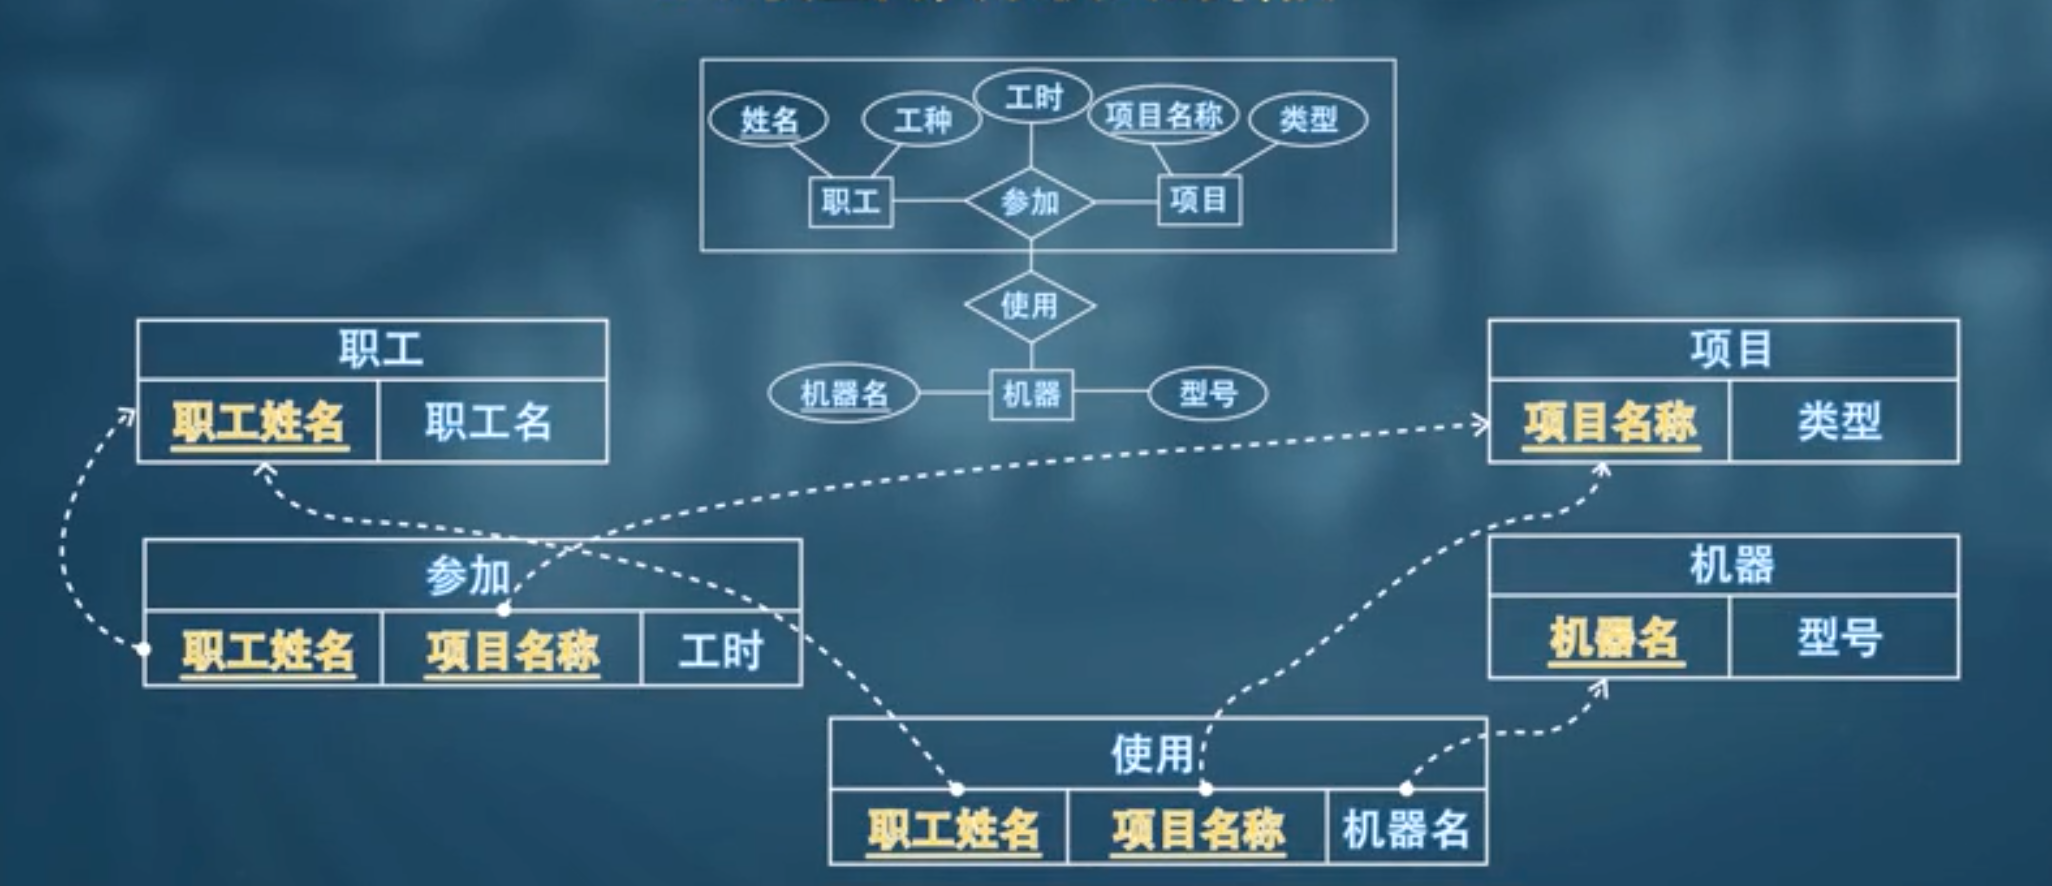 工时
姓名 工种 项目名称 类型
职工 参加 项目
使用
机器名 机器 型号
职工
职工姓名 职工名
项目
项目名称 类型
参加
职工姓名 项目名称 工时
机器
机器名 型号
使用
职工姓名 项目名称 机器名